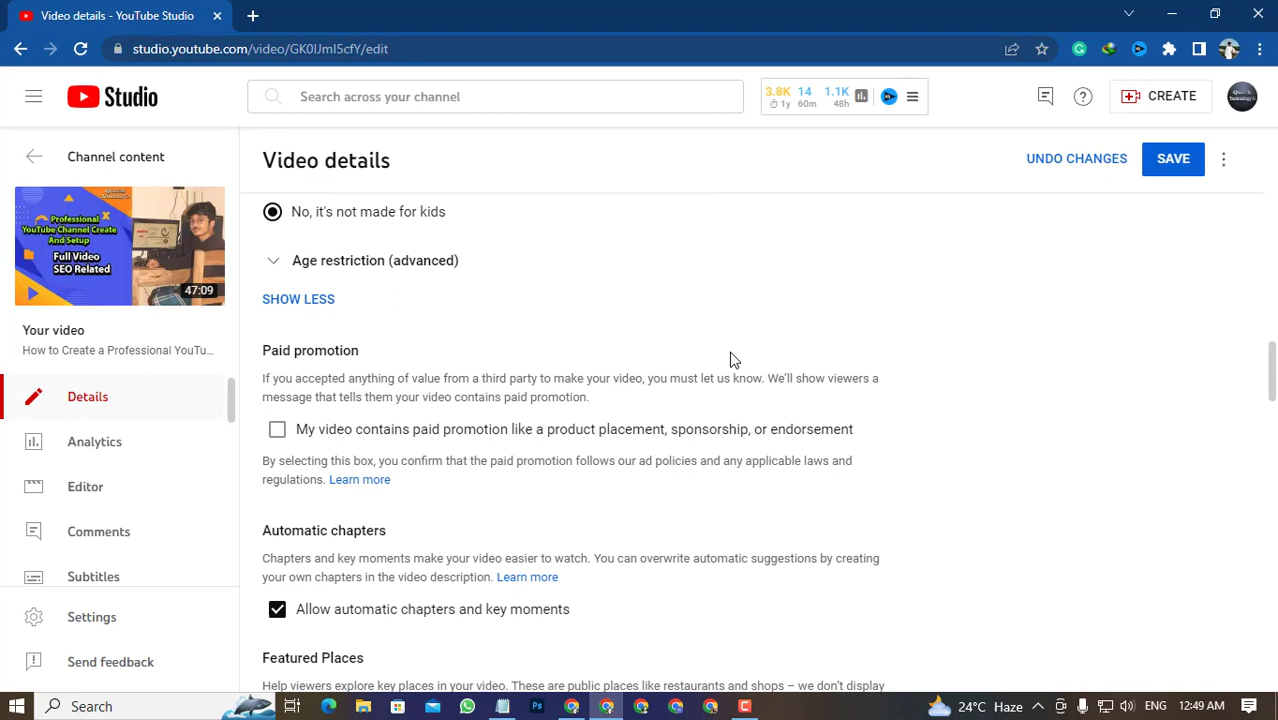 Video details - YouTube Studio
studio.youtube.com/video/GK0IJmI5cfY/edit
Studio
Search across your channel
3.8K 14 1.1K
1y 60m 48h
CREATE
Channel content
Video details
UNDO CHANGES
SAVE
Professional
YouTube Channel Create
And Setup
Full Video
SEO Related
47:09
Your video
How to Create a Professional YouTu...
Details
Analytics
Editor
Comments
Subtitles
Settings
Send feedback
No, it's not made for kids
Age restriction (advanced)
SHOW LESS
Paid promotion
If you accepted anything of value from a third party to make your video, you must let us know. We'll show viewers a
message that tells them your video contains paid promotion.
My video contains paid promotion like a product placement, sponsorship, or endorsement
By selecting this box, you confirm that the paid promotion follows our ad policies and any applicable laws and
regulations. Learn more
Automatic chapters
Chapters and key moments make your video easier to watch. You can overwrite automatic suggestions by creating
your own chapters in the video description. Learn more
Allow automatic chapters and key moments
Featured Places
Help viewers explore key places in your video. These are public places like restaurants and shops – we don't display
Search
Ps
24°C Haze
ENG
12:49 AM